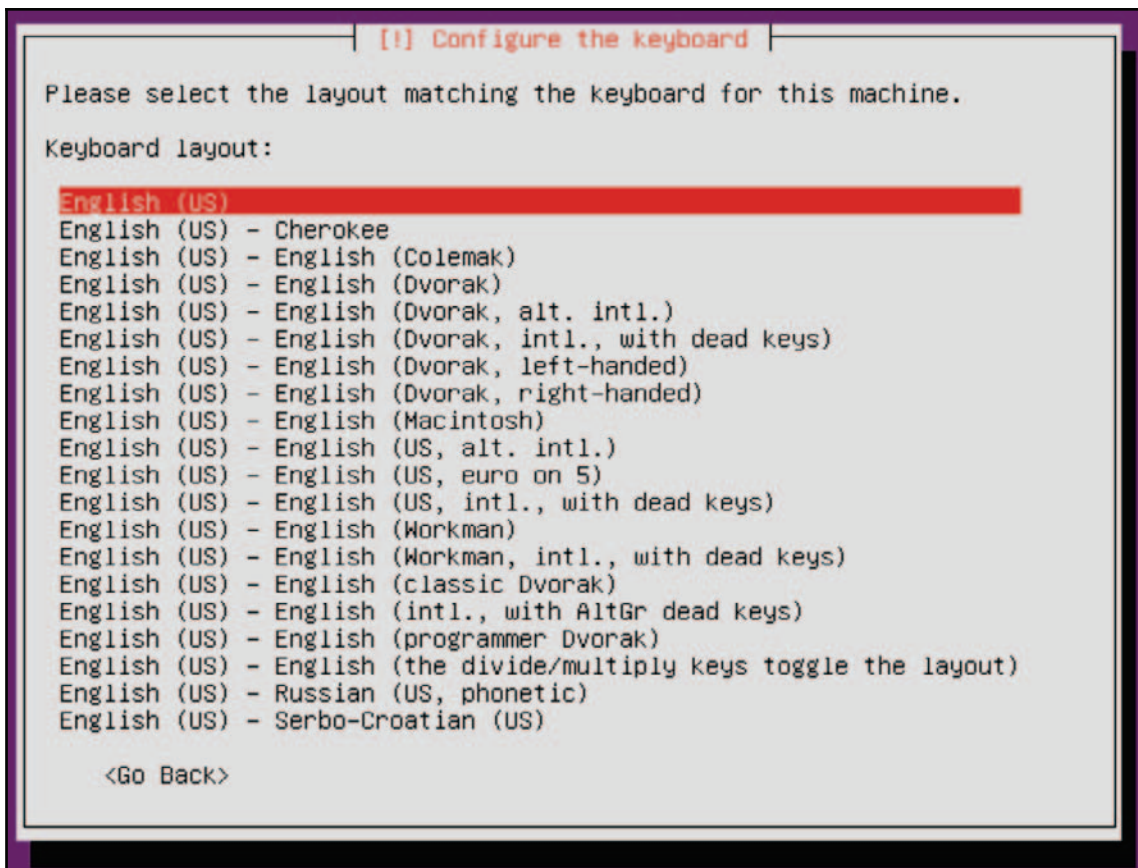 [!] Configure the keyboard
Please select the layout matching the keyboard for this machine.
Keyboard layout:
English (US)
English (US) - Cherokee
English (US) - English (Colemak)
English (US) - English (Dvorak)
English (US) - English (Dvorak, alt. intl.)
English (US) - English (Dvorak, intl., with dead keys)
English (US) - English (Dvorak, left-handed)
English (US) - English (Dvorak, right-handed)
English (US) - English (Macintosh)
English (US) - English (US, alt. intl.)
English (US) - English (US, euro on 5)
English (US) - English (US, intl., with dead keys)
English (US) - English (Workman)
English (US) - English (Workman, intl., with dead keys)
English (US) - English (classic Dvorak)
English (US) - English (intl., with AltGr dead keys)
English (US) - English (programmer Dvorak)
English (US) - English (the divide/multiply keys toggle the layout)
English (US) - Russian (US, phonetic)
English (US) - Serbo-Croatian (US)
<Go Back>